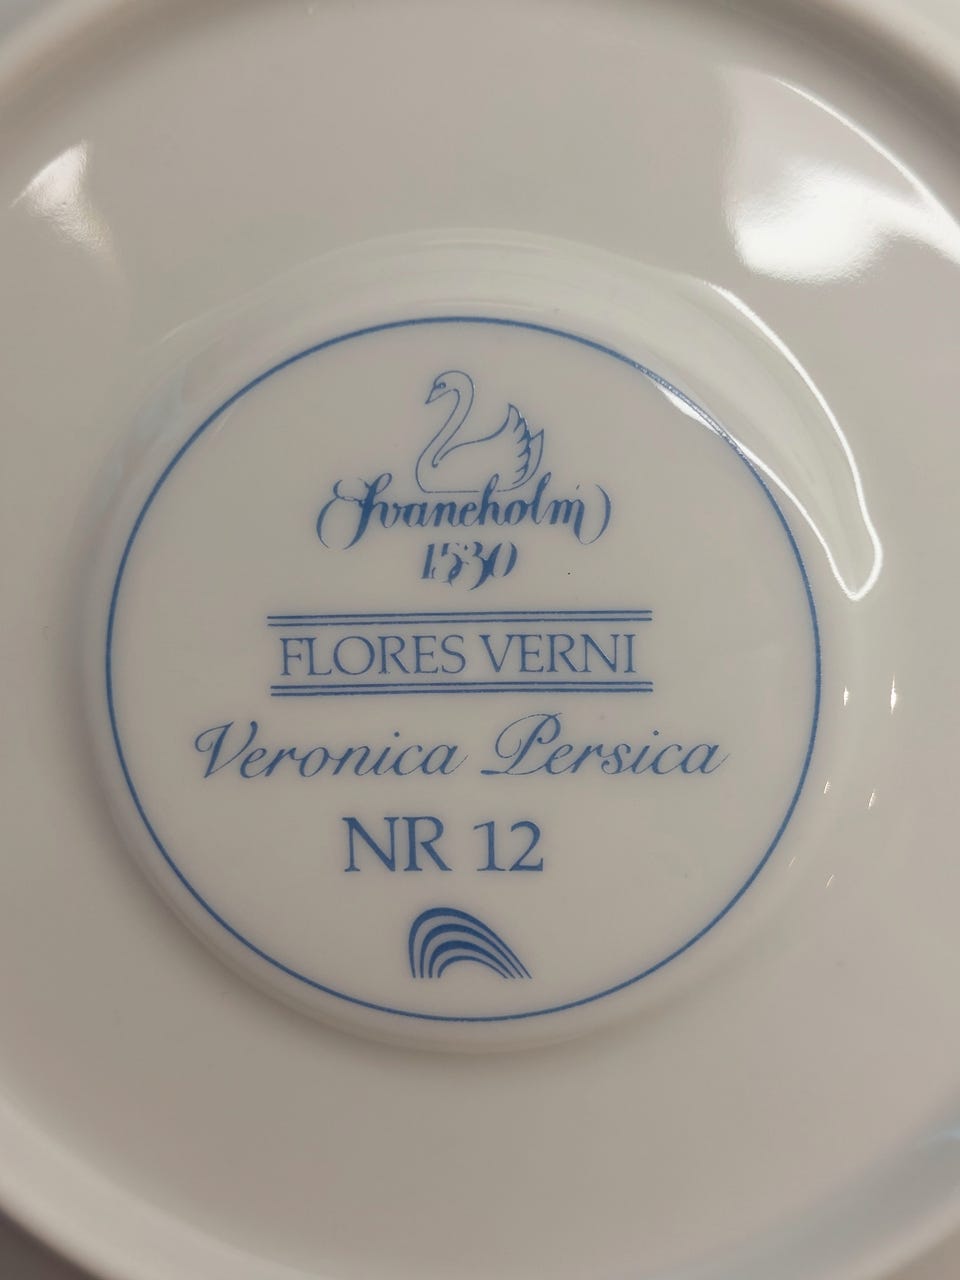 Svaneholm
1530
FLORES VERNI
Veronica Persica
NR 12